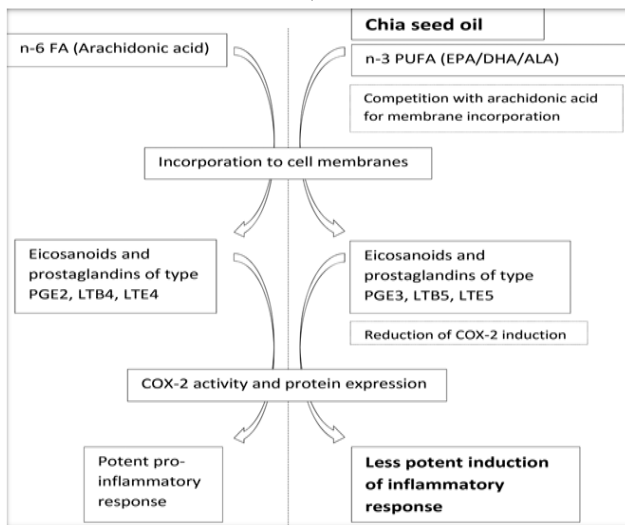 n-6 FA (Arachidonic acid)
Chia seed oil
n-3 PUFA (EPA/DHA/ALA)
Competition with arachidonic acid
for membrane incorporation
Incorporation to cell membranes
Eicosanoids and
prostaglandins of type
PGE2, LTB4, LTE4
Eicosanoids and
prostaglandins of type
PGE3, LTB5, LTE5
Reduction of COX-2 induction
COX-2 activity and protein expression
Potent pro-
inflammatory
response
Less potent induction
of inflammatory
response